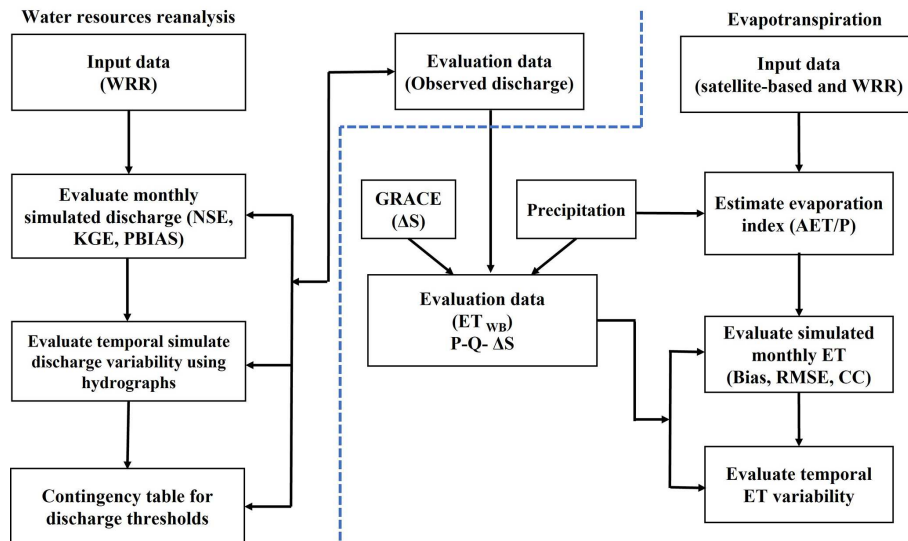 Water resources reanalysis
Input data
(WRR)
Evaluate monthly
simulated discharge (NSE,
KGE, PBIAS)
Evaluate temporal simulate
discharge variability using
hydrographs
Contingency table for
discharge thresholds
Evaluation data
(Observed discharge)
GRACE
(ΔS)
Precipitation
Evaluation data
(ET WB)
P-Q- ΔS
Evapotranspiration
Input data
(satellite-based and WRR)
Estimate evaporation
index (AET/P)
Evaluate simulated
monthly ET
(Bias, RMSE, CC)
Evaluate temporal
ET variability